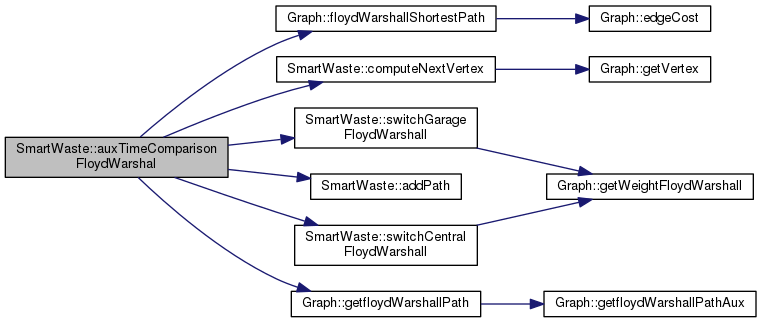 Graph::floydWarshallShortestPath
Graph::edgeCost
SmartWaste::computeNextVertex
Graph::getVertex
SmartWaste::switchGarage
FloydWarshall
SmartWaste::auxTimeComparison
FloydWarshal
SmartWaste::addPath
Graph::getWeightFloydWarshall
SmartWaste::switchCentral
FloydWarshall
Graph::getfloydWarshallPath
Graph::getfloydWarshallPathAux